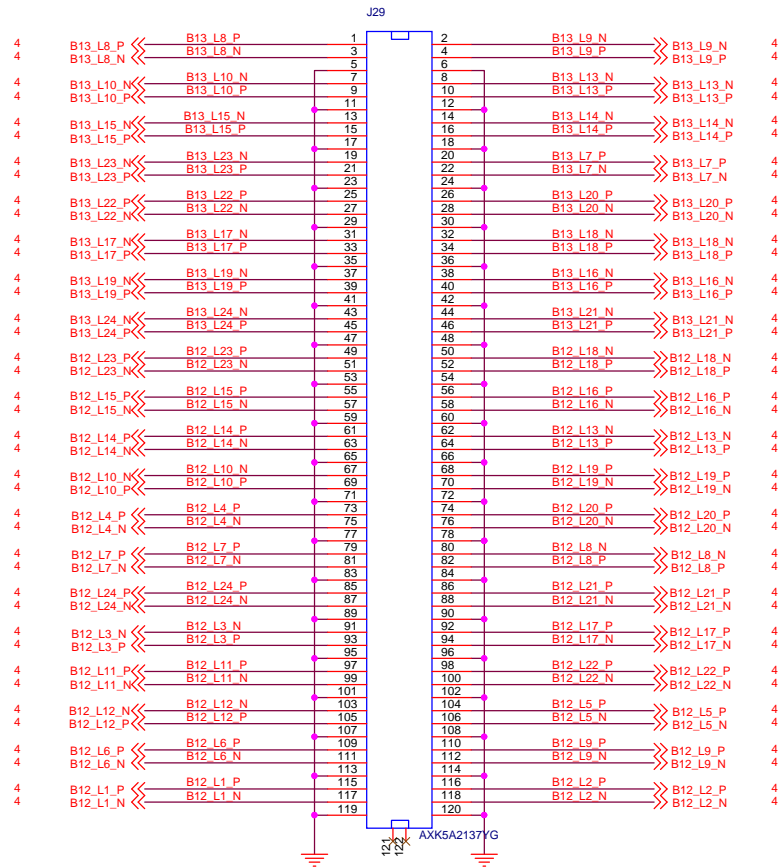 J29
4 B13_L8_P B13_L8_P 1 2 B13_L9_N B13_L9_N 4
4 B13_L8_N B13_L8_N 3 4 B13_L9_P B13_L9_P 4
5 6
4 B13_L10_N B13_L10_N 7 8 B13_L13_N B13_L13_N 4
4 B13_L10_P B13_L10_P 9 10 B13_L13_P B13_L13_P 4
11 12
4 B13_L15_N B13_L15_N 13 14 B13_L14_N B13_L14_N 4
4 B13_L15_P B13_L15_P 15 16 B13_L14_P B13_L14_P 4
17 18
4 B13_L23_N B13_L23_N 19 20 B13_L7_P B13_L7_P 4
4 B13_L23_P B13_L23_P 21 22 B13_L7_N B13_L7_N 4
23 24
4 B13_L22_P B13_L22_P 25 26 B13_L20_P B13_L20_P 4
4 B13_L22_N B13_L22_N 27 28 B13_L20_N B13_L20_N 4
29 30
4 B13_L17_N B13_L17_N 31 32 B13_L18_N B13_L18_N 4
4 B13_L17_P B13_L17_P 33 34 B13_L18_P B13_L18_P 4
35 36
4 B13_L19_N B13_L19_N 37 38 B13_L16_N B13_L16_N 4
4 B13_L19_P B13_L19_P 39 40 B13_L16_P B13_L16_P 4
41 42
4 B13_L24_N B13_L24_N 43 44 B13_L21_N B13_L21_N 4
4 B13_L24_P B13_L24_P 45 46 B13_L21_P B13_L21_P 4
47 48
4 B12_L23_P B12_L23_P 49 50 B12_L18_N B12_L18_N 4
4 B12_L23_N B12_L23_N 51 52 B12_L18_P B12_L18_P 4
53 54
4 B12_L15_P B12_L15_P 55 56 B12_L16_P B12_L16_P 4
4 B12_L15_N B12_L15_N 57 58 B12_L16_N B12_L16_N 4
59 60
4 B12_L14_P B12_L14_P 61 62 B12_L13_N B12_L13_N 4
4 B12_L14_N B12_L14_N 63 64 B12_L13_P B12_L13_P 4
65 66
4 B12_L10_N B12_L10_N 67 68 B12_L19_P B12_L19_P 4
4 B12_L10_P B12_L10_P 69 70 B12_L19_N B12_L19_N 4
71 72
4 B12_L4_P B12_L4_P 73 74 B12_L20_P B12_L20_P 4
4 B12_L4_N B12_L4_N 75 76 B12_L20_N B12_L20_N 4
77 78
4 B12_L7_P B12_L7_P 79 80 B12_L8_N B12_L8_N 4
4 B12_L7_N B12_L7_N 81 82 B12_L8_P B12_L8_P 4
83 84
4 B12_L24_P B12_L24_P 85 86 B12_L21_P B12_L21_P 4
4 B12_L24_N B12_L24_N 87 88 B12_L21_N B12_L21_N 4
89 90
4 B12_L3_N B12_L3_N 91 92 B12_L17_P B12_L17_P 4
4 B12_L3_P B12_L3_P 93 94 B12_L17_N B12_L17_N 4
95 96
4 B12_L11_P B12_L11_P 97 98 B12_L22_P B12_L22_P 4
4 B12_L11_N B12_L11_N 99 100 B12_L22_N B12_L22_N 4
101 102
4 B12_L12_N B12_L12_N 103 104 B12_L5_P B12_L5_P 4
4 B12_L12_P B12_L12_P 105 106 B12_L5_N B12_L5_N 4
107 108
4 B12_L6_P B12_L6_P 109 110 B12_L9_P B12_L9_P 4
4 B12_L6_N B12_L6_N 111 112 B12_L9_N B12_L9_N 4
113 114
4 B12_L1_P B12_L1_P 115 116 B12_L2_P B12_L2_P 4
4 B12_L1_N B12_L1_N 117 118 B12_L2_N B12_L2_N 4
119 120
121 122 AXK5A2137YG